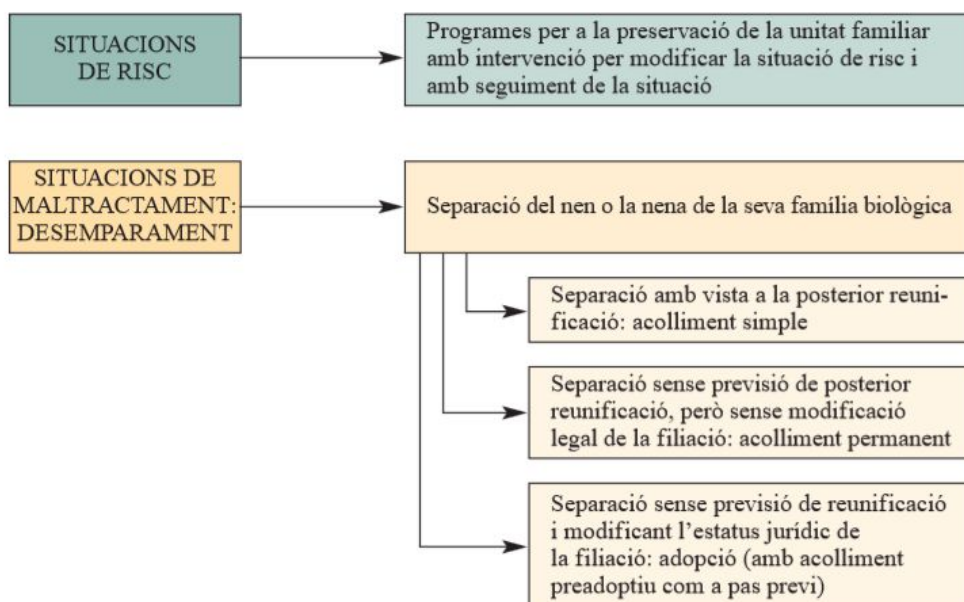 SITUACIONS
DE RISC
Programes per a la preservació de la unitat familiar
amb intervenció per modificar la situació de risc i
amb seguiment de la situació
SITUACIONS DE
MALTRACTAMENT:
DESEMPARAMENT
Separació del nen o la nena de la seva família biològica
Separació amb vista a la posterior reuni-
ficació: acolliment simple
Separació sense previsió de posterior
reunificació, però sense modificació
legal de la filiació: acolliment permanent
Separació sense previsió de reunificació
i modificant l’estatus jurídic de
la filiació: adopció (amb acolliment
preadoptiu com a pas previ)